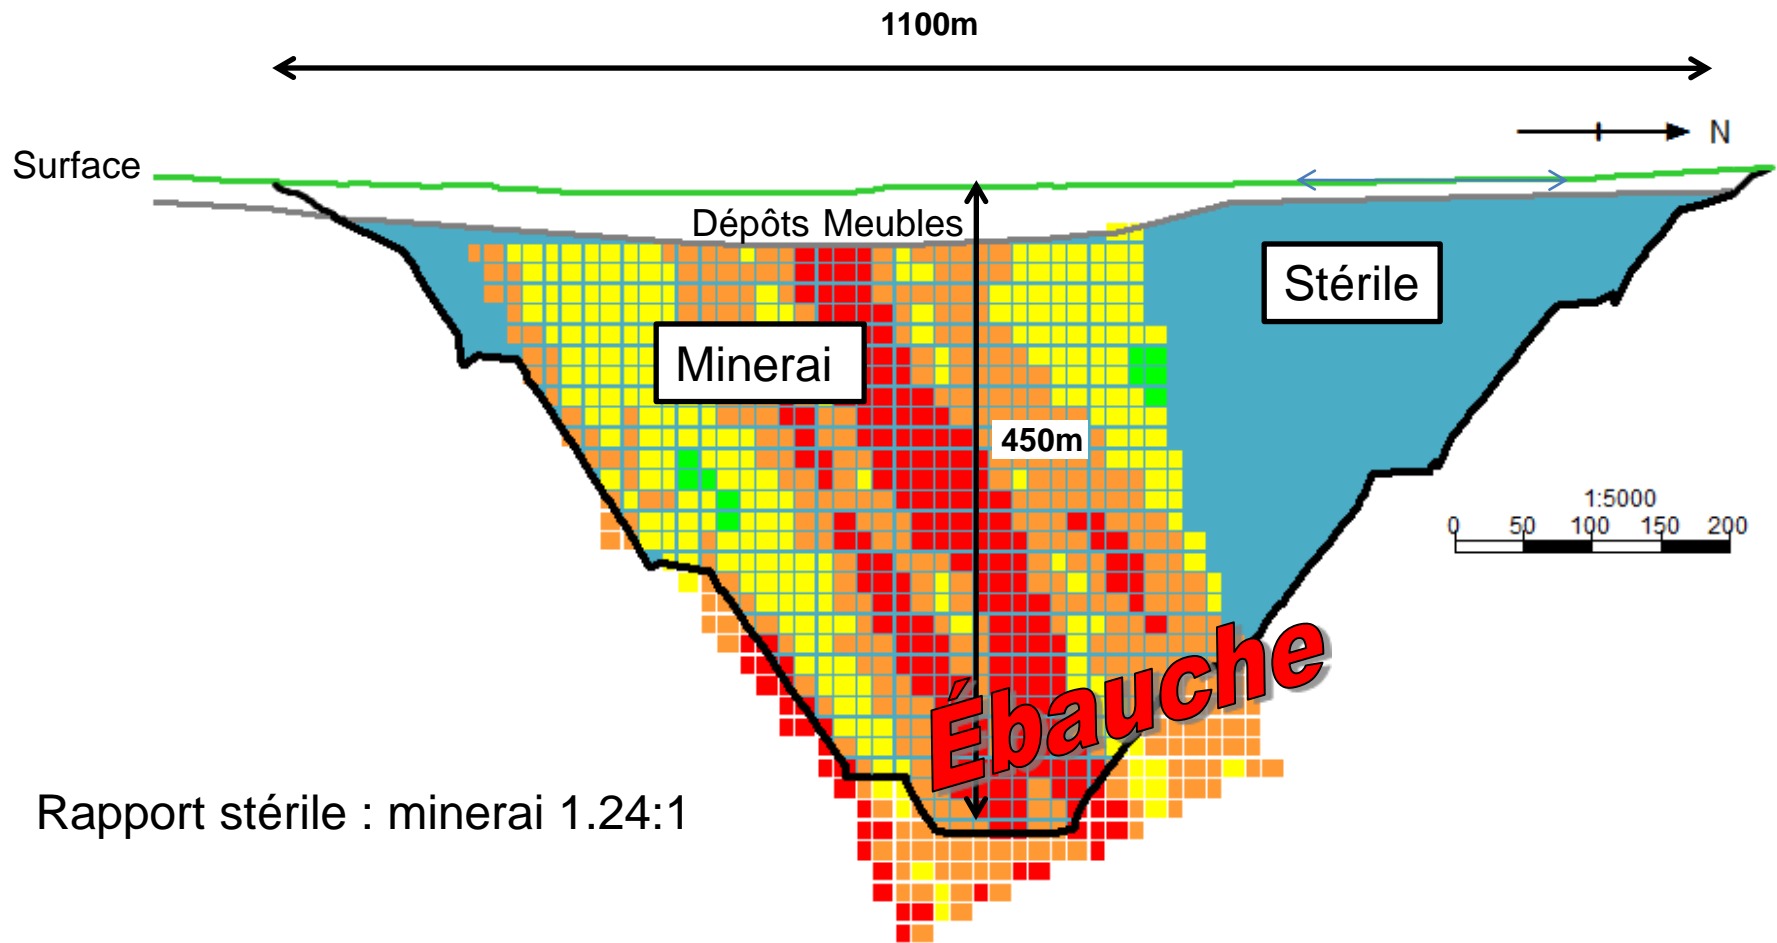 1100m
N
Surface
Dépôts Meubles
Stérile
Minerai
450m
1:5000
0 50 100 150 200
Ébauche
Rapport stérile : minerai 1.24:1